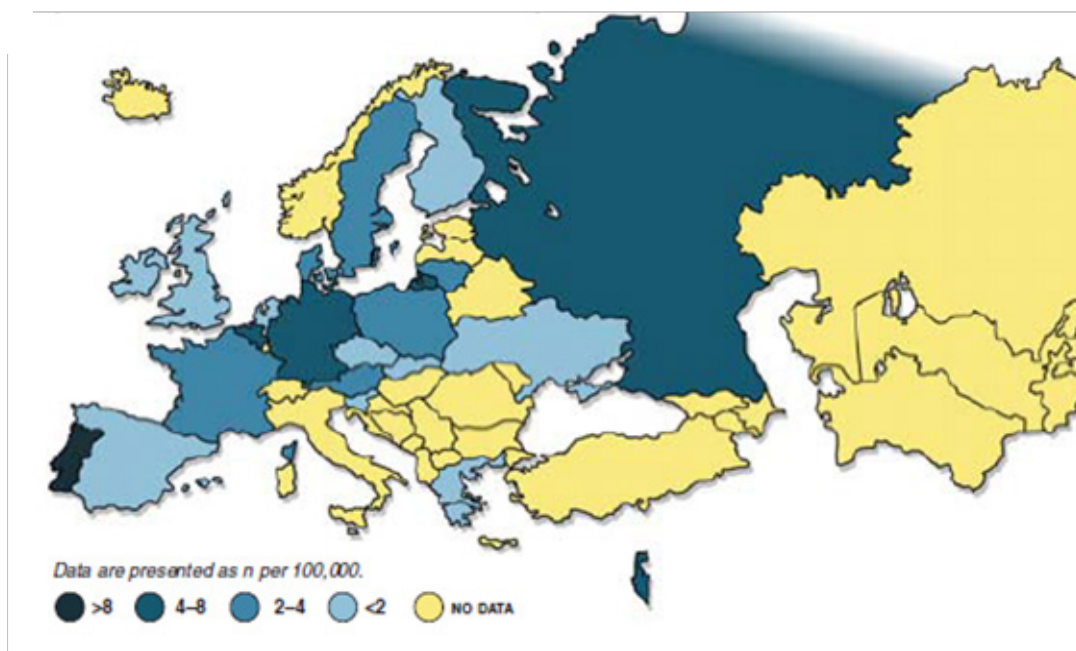 Data are presented as n per 100,000.
>8 4–8 2–4 <2 NO DATA